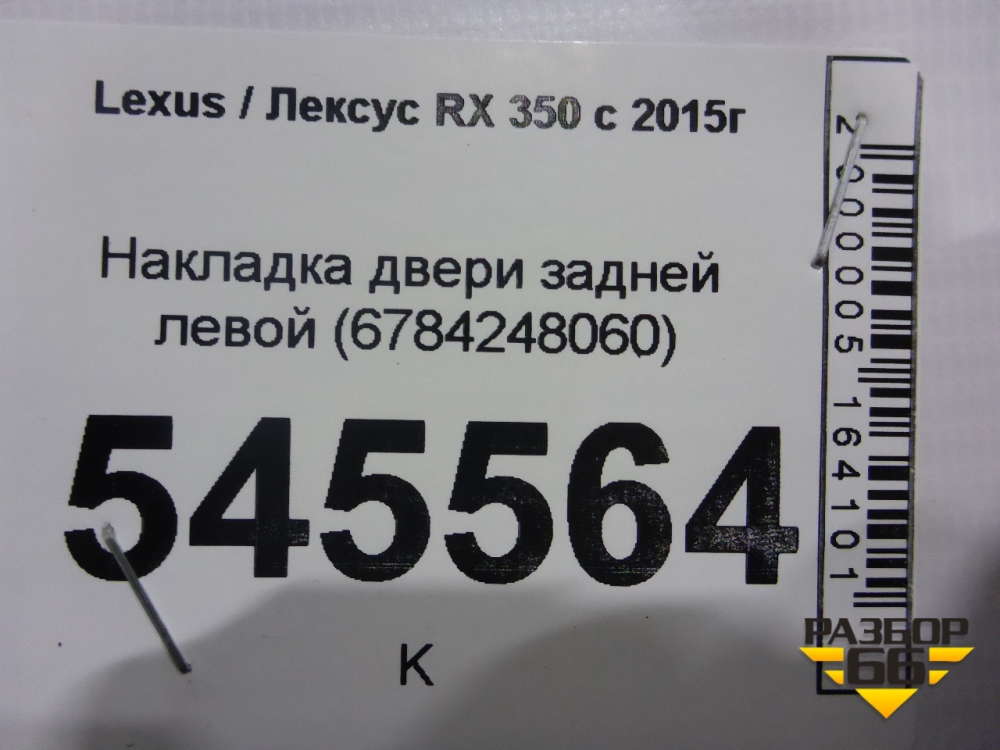 Lexus / Лексус RX 350 с 2015г
Накладка двери задней
левой (6784248060)
545564
К
2000005164101
РАЗБОР
66